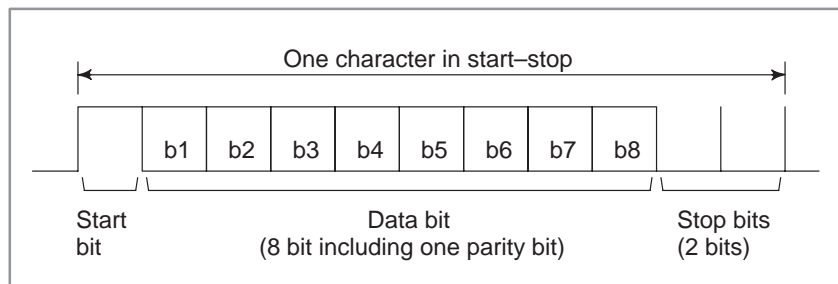 One character in start–stop
b1 b2 b3 b4 b5 b6 b7 b8
Start bit
Data bit
(8 bit including one parity bit)
Stop bits
(2 bits)